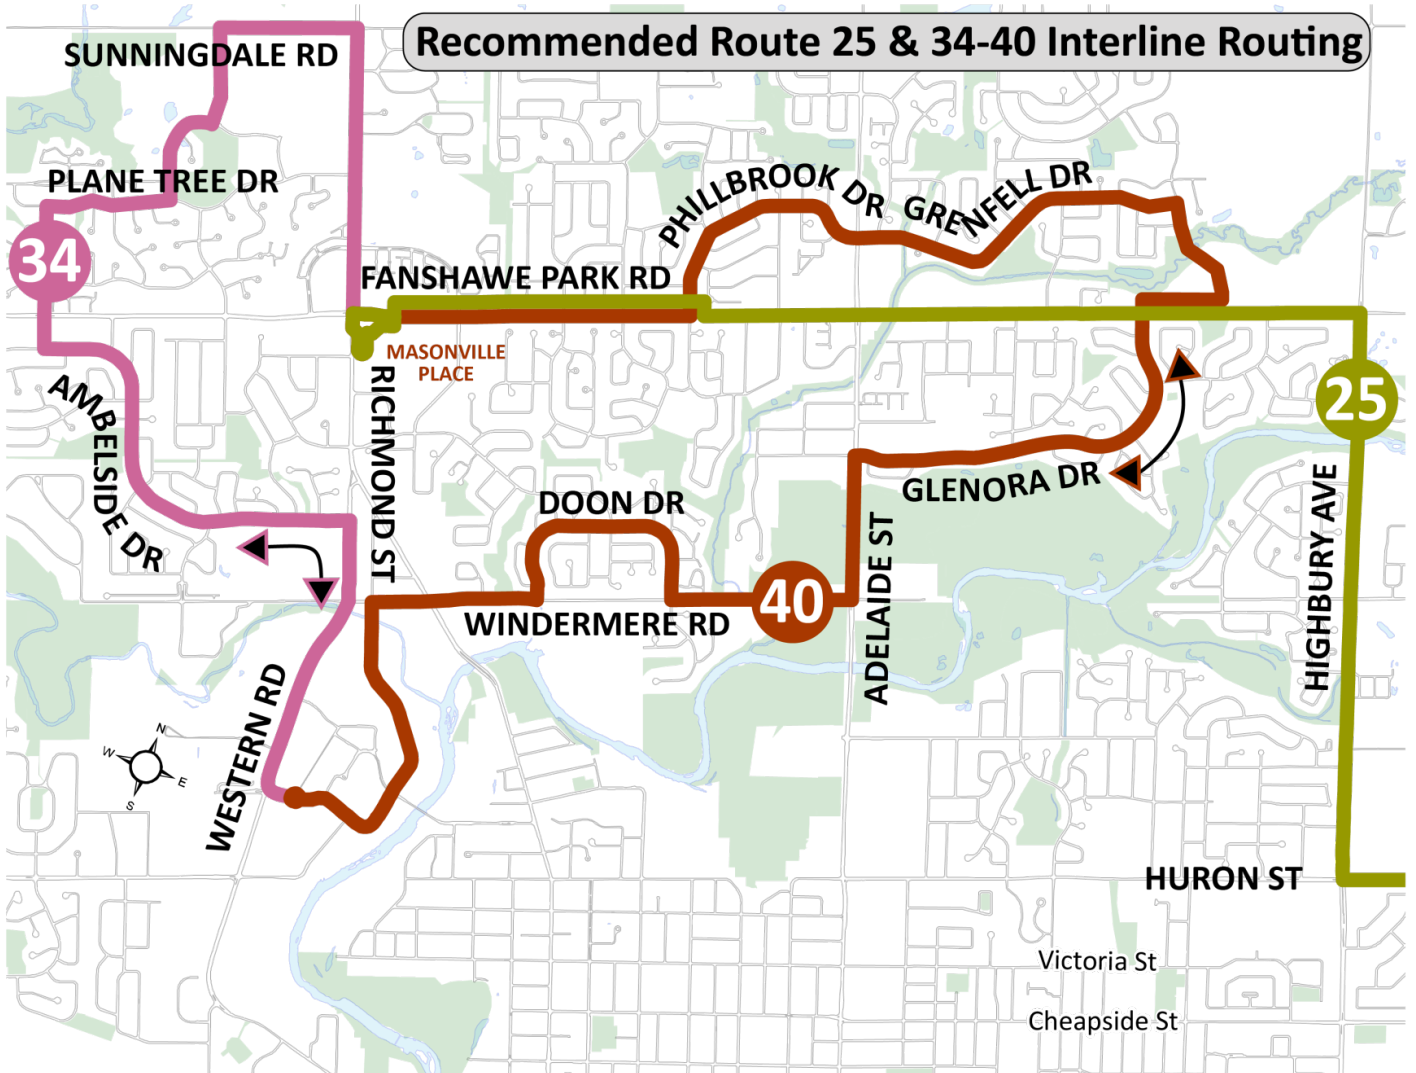 Recommended Route 25 & 34-40 Interline Routing
SUNNINGDALE RD
PLANE TREE DR
PHILLBROOK DR
GRENFELL DR
34
FANSHAWE PARK RD
MASONVILLE
PLACE
25
AMBELSIDE DR
RICHMOND ST
GLENORA DR
DOON DR
HIGHBURY AVE
ADELAIDE ST
40
WINDERMERE RD
WESTERN RD
N
W
E
S
HURON ST
Victoria St
Cheapside St